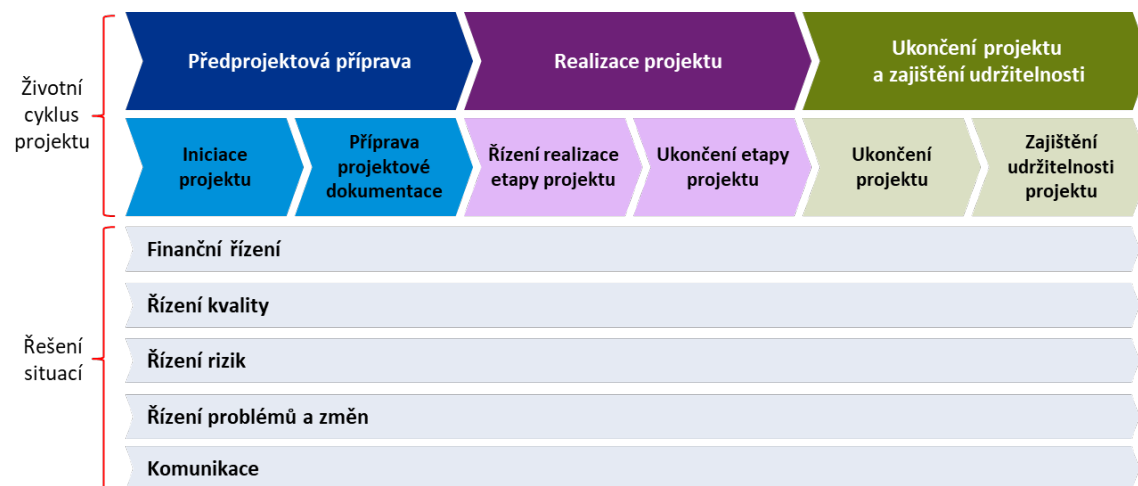 Životní
cyklus
projektu
Předprojektová příprava
Realizace projektu
Ukončení projektu
a zajištění udržitelnosti
Iniciace
projektu
Příprava
projektové
dokumentace
Řízení realizace
etapy projektu
Ukončení etapy
projektu
Ukončení
projektu
Zajištění
udržitelnosti
projektu
Řešení
situací
Finanční řízení
Řízení kvality
Řízení rizik
Řízení problémů a změn
Komunikace